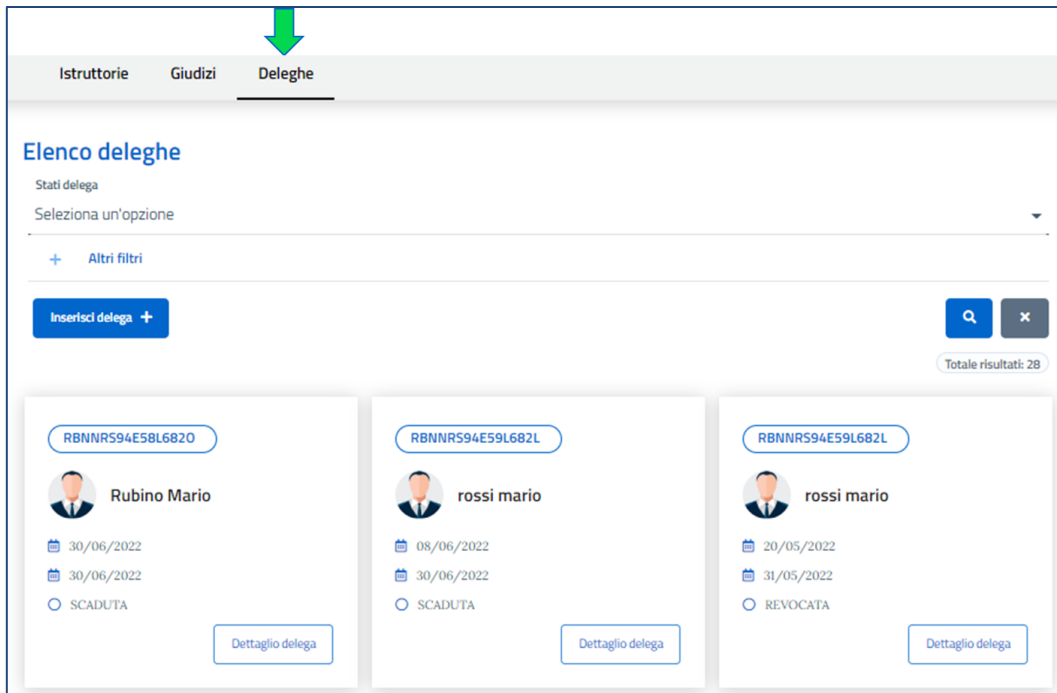 Istruttorie Giudizi Deleghe
Elenco deleghe
Stati delega
Seleziona un'opzione
+ Altri filtri
Inserisci delega +
Totale risultati: 28
RBNNRS94E58L682O RBNNRS94E59L682L RBNNRS94E59L682L
Rubino Mario rossi mario rossi mario
30/06/2022 08/06/2022 20/05/2022
30/06/2022 30/06/2022 31/05/2022
SCADUTA SCADUTA REVOCATA
Dettaglio delega Dettaglio delega Dettaglio delega